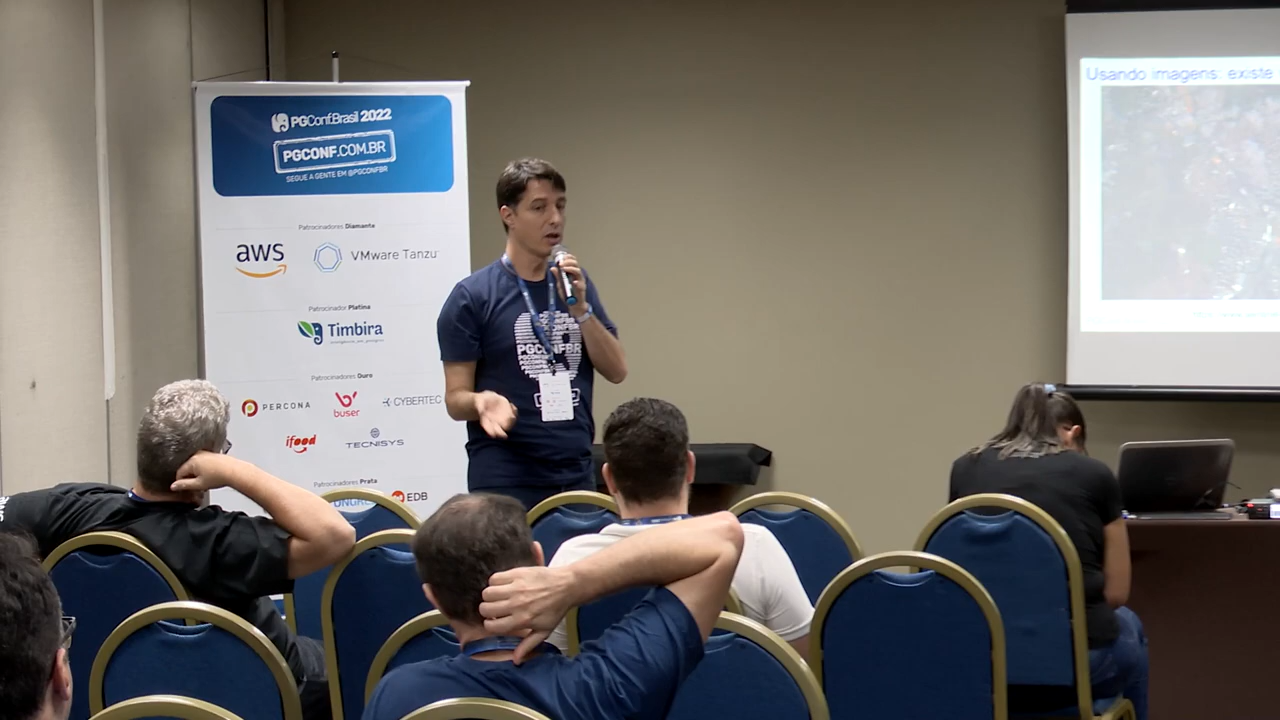 PGConf.Brasil 2022
PGCONF.COM.BR
SEGUE A GENTE EM @PGCONFBR
Patrocinadores Diamante
aws
VMware Tanzu
Patrocinador Platina
Timbira
Patrocinadores Ouro
PERCONA
buser
CYBERTEC
ifood
TECNISYS
Patrocinadores Prata
EDB
PGCONFBR
Usando imagens: existe